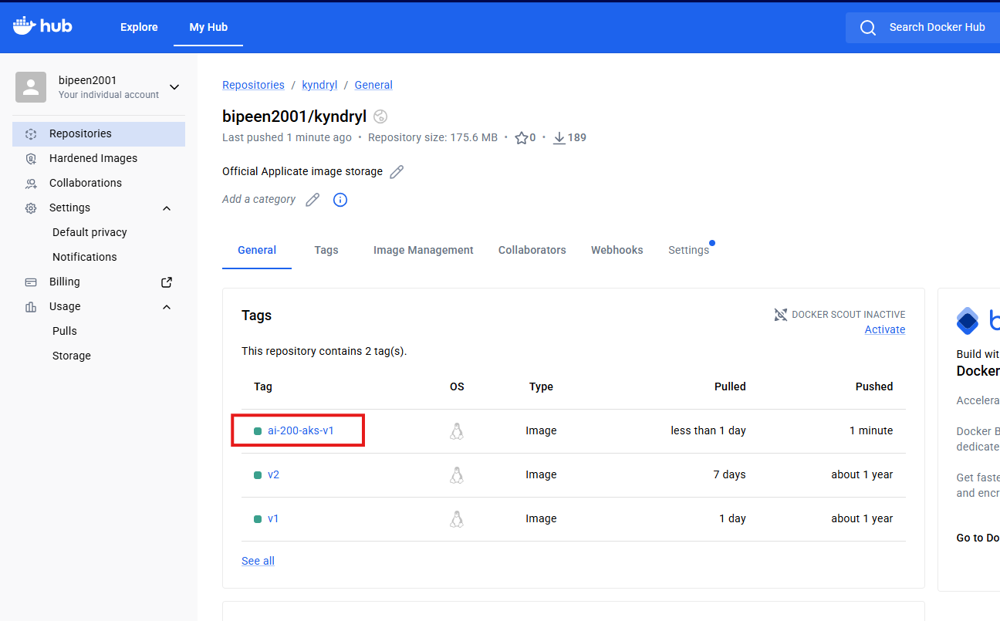 hub Explore My Hub Search Docker Hub
bipeen2001
Your individual account
Repositories
Hardened Images
Collaborations
Settings
Default privacy
Notifications
Billing
Usage
Pulls
Storage
Repositories / kyndryl / General
bipeen2001/kyndryl
Last pushed 1 minute ago • Repository size: 175.6 MB • 0 • 189
Official Applicate image storage
Add a category
General Tags Image Management Collaborators Webhooks Settings
Tags
DOCKER SCOUT INACTIVE
Activate
This repository contains 2 tag(s).
Tag OS Type Pulled Pushed
ai-200-aks-v1 Image less than 1 day 1 minute
v2 Image 7 days about 1 year
v1 Image 1 day about 1 year
See all
Build wit
Docker
Accelera
Docker B
dedicate
Get faste
and encr
Go to Do